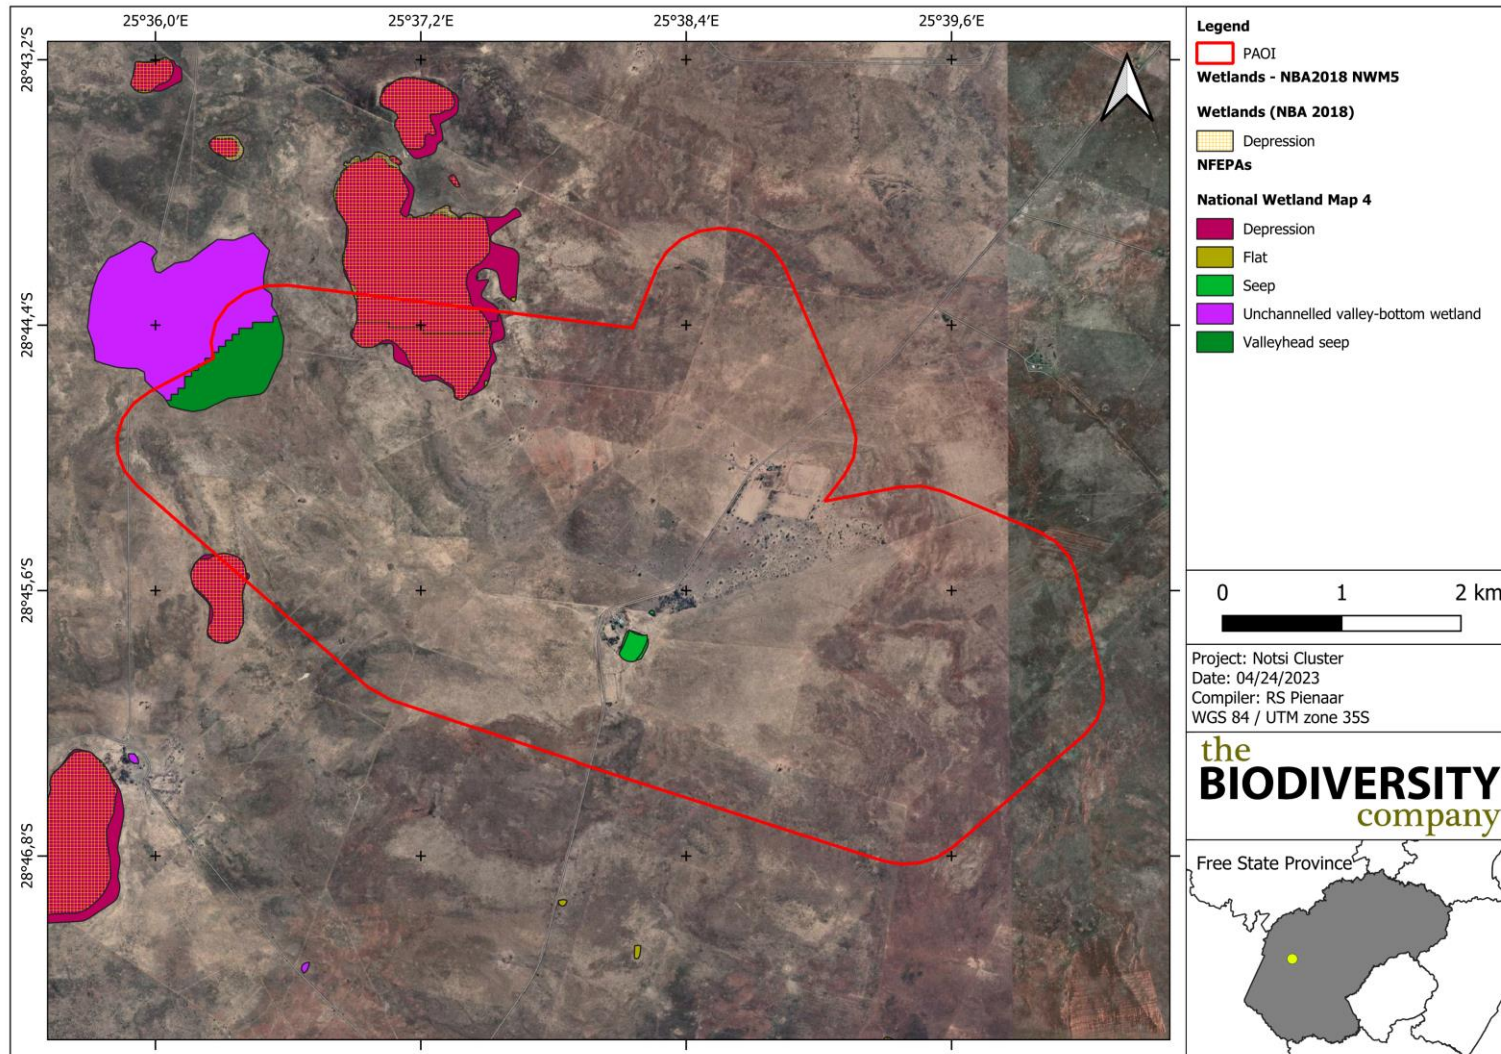 25°36,0′E
25°37,2′E
25°38,4′E
25°39,6′E
28°43,2′S
28°44,4′S
28°45,6′S
28°46,8′S
Legend
PAOI
Wetlands - NBA2018 NWM5
Wetlands (NBA 2018)
Depression
NFEPAs
National Wetland Map 4
Depression
Flat
Seep
Unchannelled valley-bottom wetland
Valleyhead seep
0 1 2 km
Project: Notsi Cluster
Date: 04/24/2023
Compiler: RS Pienaar
WGS 84 / UTM zone 35S
the
BIODIVERSITY
company
Free State Province